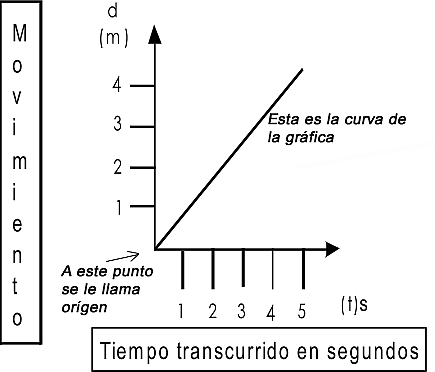 Movimiento
d
(m)
4
3
2
1
Esta es la curva de
la gráfica
A este punto
se le llama
orígen
1 2 3 4 5 (t)s
Tiempo transcurrido en segundos